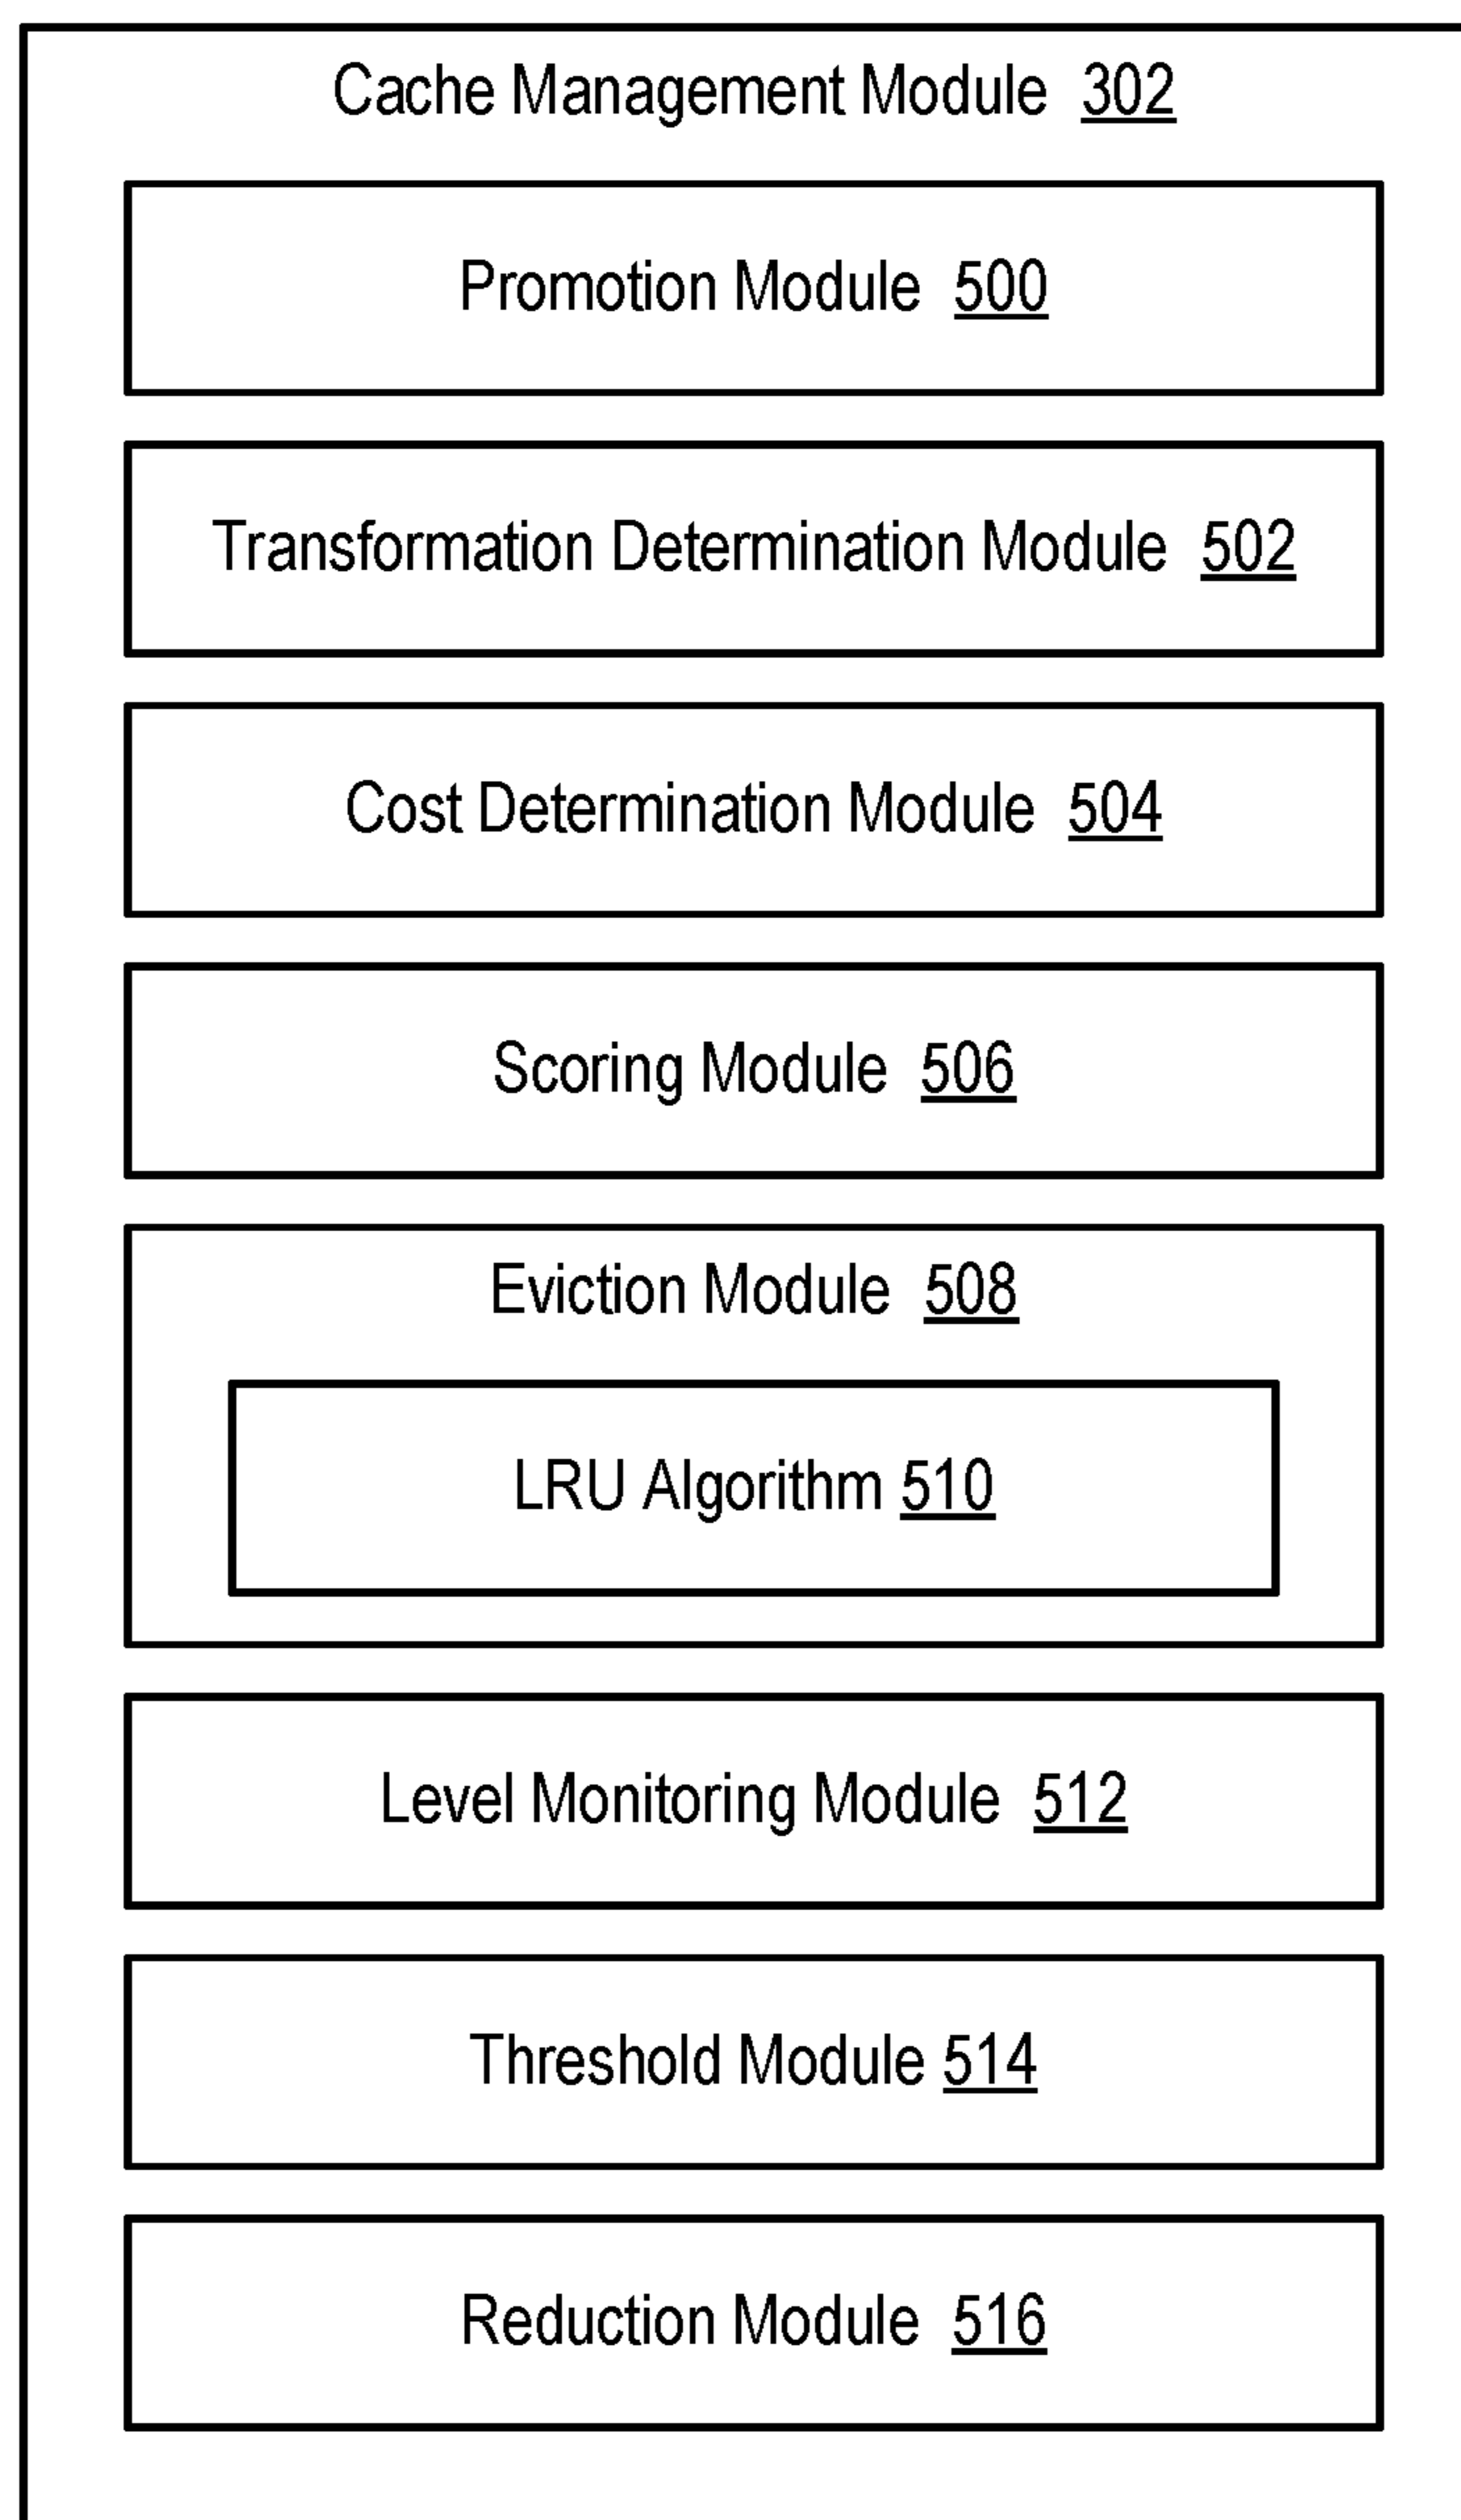 Cache Management Module 302
Promotion Module 500
Transformation Determination Module 502
Cost Determination Module 504
Scoring Module 506
Eviction Module 508
LRU Algorithm 510
Level Monitoring Module 512
Threshold Module 514
Reduction Module 516